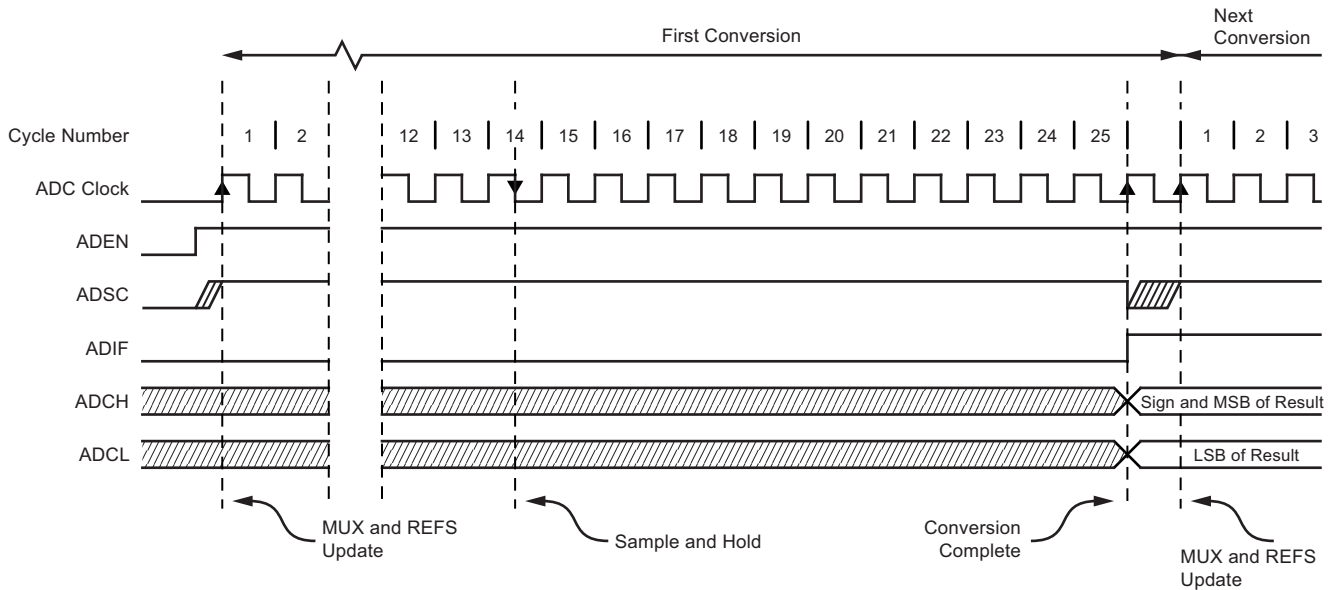 First Conversion
Next
Conversion
Cycle Number 1 2 12 13 14 15 16 17 18 19 20 21 22 23 24 25 1 2 3
ADC Clock
ADEN
ADSC
ADIF
ADCH Sign and MSB of Result
ADCL LSB of Result
MUX and REFS
Update
Sample and Hold
Conversion
Complete
MUX and REFS
Update